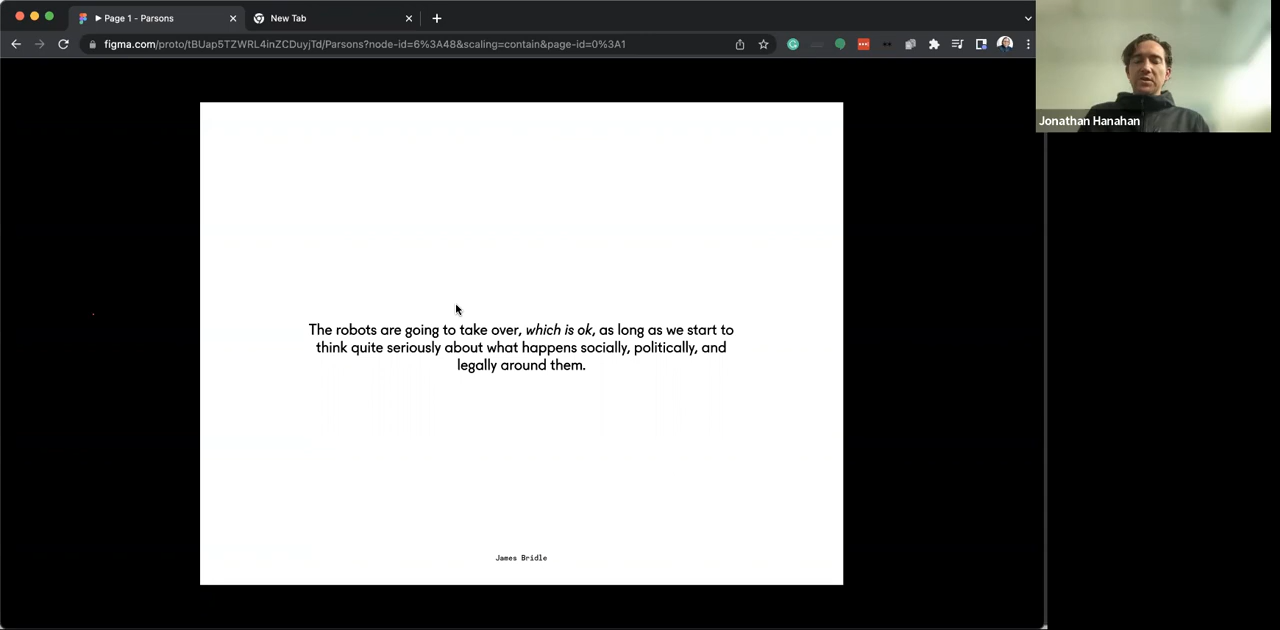 Page 1 - Parsons
New Tab
figma.com/proto/tBUap5TZWRL4inZCDuyjTd/Parsons?node-id=6%3A48&scaling=contain&page-id=0%3A1
Jonathan Hanahan
The robots are going to take over, which is ok, as long as we start to
think quite seriously about what happens socially, politically, and
legally around them.
James Bridle